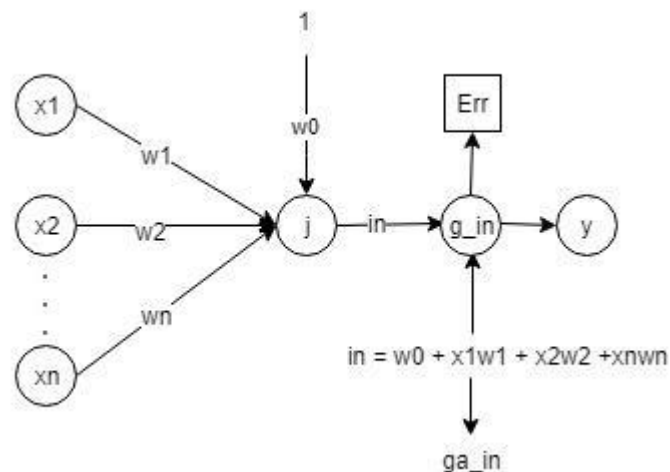 1
x1
Err
w0
w1
x2
w2
j
in
g_in
y
wn
xn
in = w0 + x1w1 + x2w2 +xnwn
ga_in